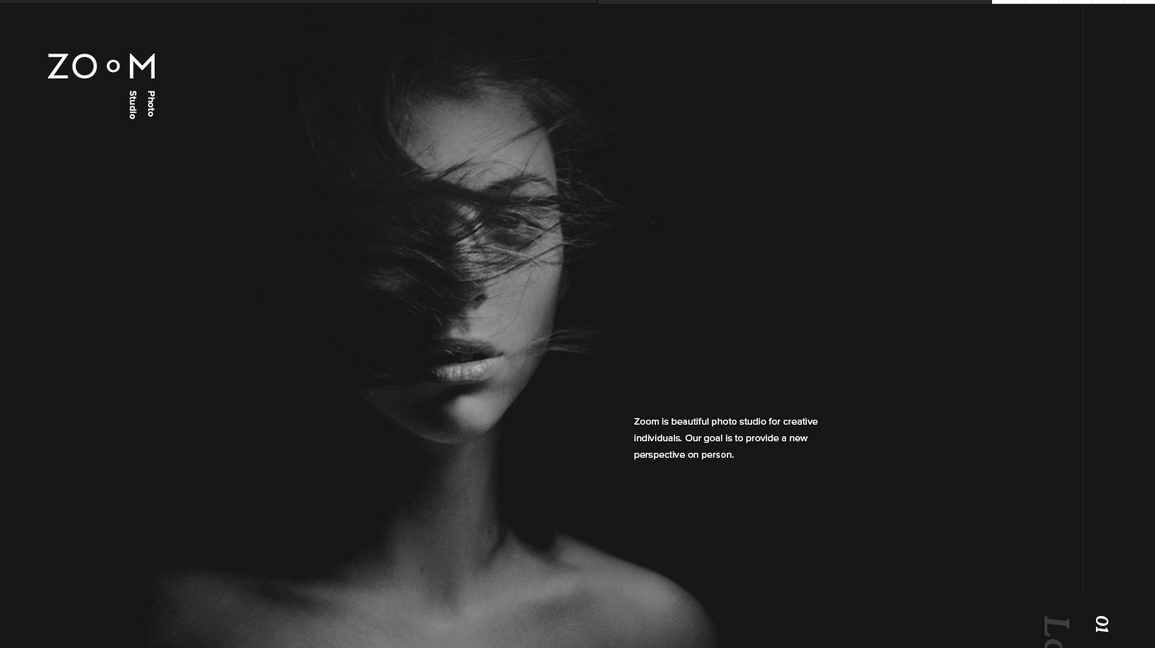 ZOoM
Photo
Studio
Zoom is beautiful photo studio for creative
individuals. Our goal is to provide a new
perspective on person.
01